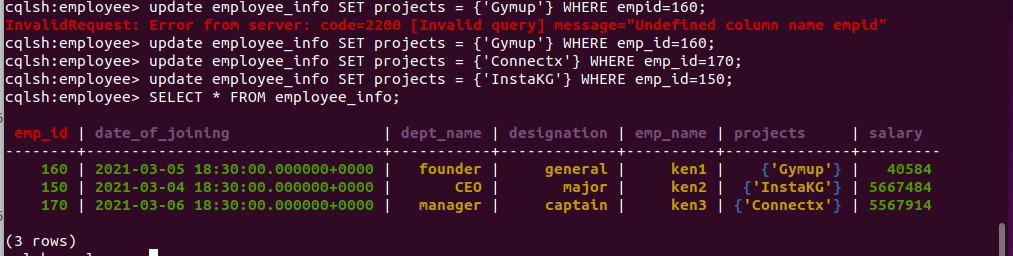 cqlsh:employee> update employee_info SET projects = {'Gymup'} WHERE empid=160;
InvalidRequest: Error from server: code=2200 [Invalid query] message="Undefined column name empid"
cqlsh:employee> update employee_info SET projects = {'Gymup'} WHERE emp_id=160;
cqlsh:employee> update employee_info SET projects = {'Connectx'} WHERE emp_id=170;
cqlsh:employee> update employee_info SET projects = {'InstaKG'} WHERE emp_id=150;
cqlsh:employee> SELECT * FROM employee_info;
emp_id | date_of_joining | dept_name | designation | emp_name | projects | salary
--------+---------------------------------+-----------+-------------+----------+--------------+---------
160 | 2021-03-05 18:30:00.000000+0000 | founder | general | ken1 | {'Gymup'} | 40584
150 | 2021-03-04 18:30:00.000000+0000 | CEO | major | ken2 | {'InstaKG'} | 5667484
170 | 2021-03-06 18:30:00.000000+0000 | manager | captain | ken3 | {'Connectx'} | 5567914
(3 rows)